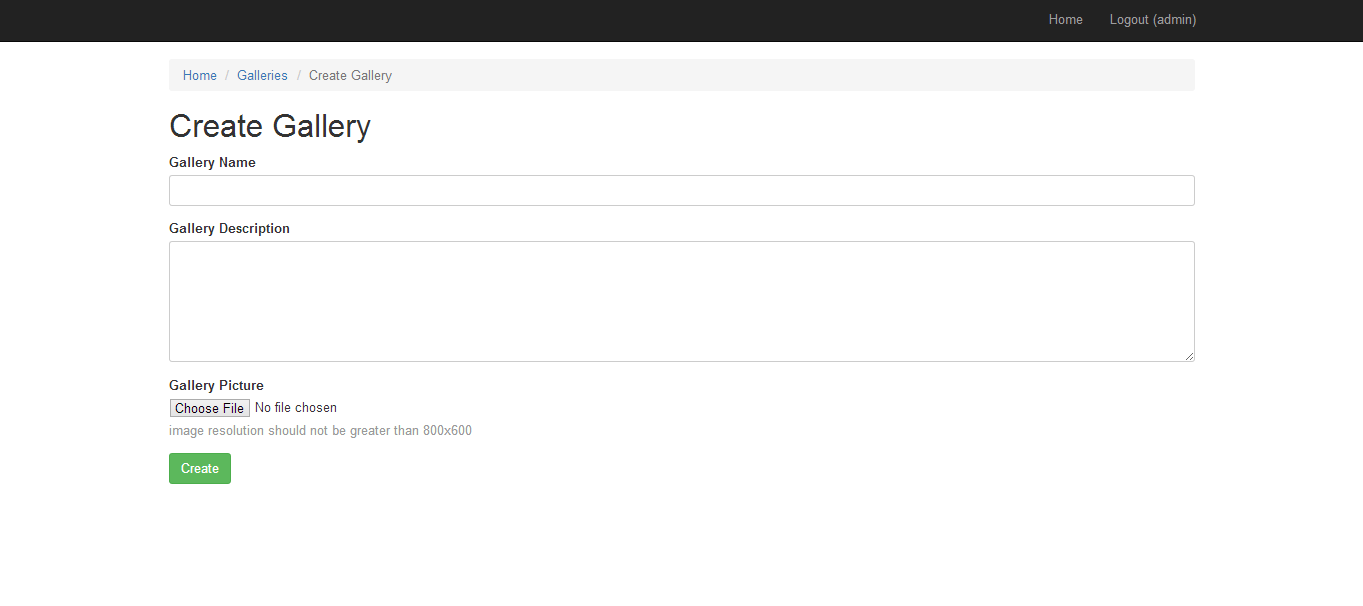 Home Logout (admin)
Home / Galleries / Create Gallery
Create Gallery
Gallery Name
Gallery Description
Gallery Picture
Choose File No file chosen
image resolution should not be greater than 800x600
Create